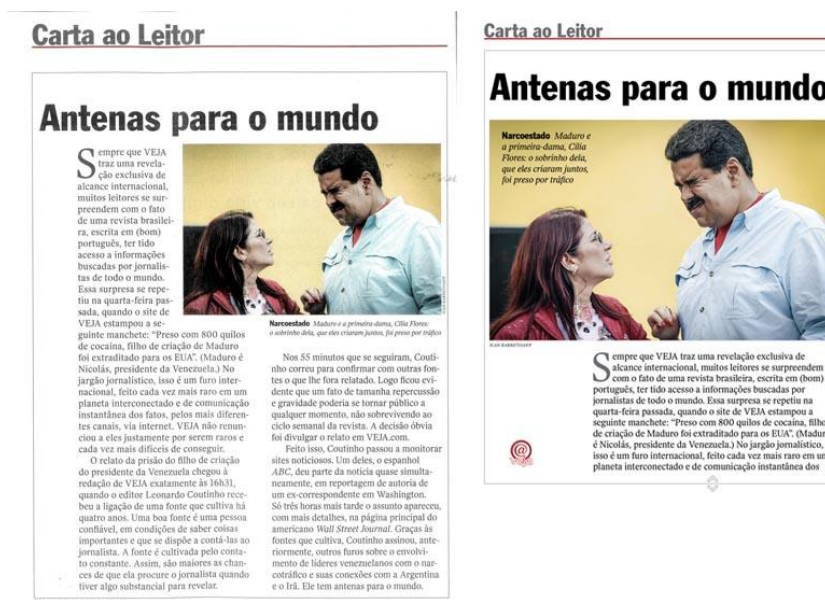 Carta ao Leitor
Antenas para o mundo
Sempre que VEJA
traz uma revela-
ção exclusiva de
alcance internacional,
muitos leitores se sur-
preendem com o fato
de uma revista brasilei-
ra, escrita em (bom)
português, ter tido
acesso a informações
buscadas por jornalis-
tas de todo o mundo.
Essa surpresa se repe-
tiu na quarta-feira pas-
sada, quando o site de
VEJA estampou a se-
guinte manchete: “Preso com 800 quilos
de cocaína, filho de criação de Maduro
foi extraditado para os EUA”. (Maduro é
Nicolás, presidente da Venezuela.) No
jargão jornalístico, isso é um furo inter-
nacional, feito cada vez mais raro em um
planeta interconectado e de comunicação
instantânea dos fatos, pelos mais diferen-
tes canais, via internet. VEJA não renun-
ciou a eles justamente por serem raros e
cada vez mais difíceis de conseguir.
O relato da prisão do filho de criação
do presidente da Venezuela chegou à
redação de VEJA exatamente às 16h31,
quando o editor Leonardo Coutinho rece-
beu a ligação de uma fonte que cultiva há
quatro anos. Uma boa fonte é uma pessoa
confiável, em condições de saber coisas
importantes e que se dispõe a contá-las ao
jornalista. A fonte é cultivada pelo conta-
to constante. Assim, são maiores as chan-
ces de que ela procure o jornalista quando
tiver algo substancial para revelar.
Narcoestado Maduro e a primeira-dama, Cilia Flores:
o sobrinho dela, que eles criaram juntos, foi preso por tráfico
Nos 55 minutos que se seguiram, Couti-
nho correu para confirmar com outras fon-
tes o que lhe fora relatado. Logo ficou evi-
dente que um fato de tamanha repercussão
e gravidade poderia se tornar público a
qualquer momento, não sobrevivendo ao
ciclo semanal da revista. A decisão óbvia
foi divulgar o relato em VEJA.com.
Feito isso, Coutinho passou a monitorar
sites noticiosos. Um deles, o espanhol
ABC, deu parte da notícia quase simulta-
neamente, em reportagem de autoria de
um ex-correspondente em Washington.
Só três horas mais tarde o assunto apareceu,
com mais detalhes, na página principal do
americano Wall Street Journal. Graças às
fontes que cultiva, Coutinho assinou, ante-
riormente, outros furos sobre o envolvi-
mento de líderes venezuelanos com o nar-
cotráfico e suas conexões com a Argentina
e o Irã. Ele tem antenas para o mundo.
Carta ao Leitor
Antenas para o mundo
Narcoestado Maduro e
a primeira-dama, Cilia
Flores: o sobrinho dela,
que eles criaram juntos,
foi preso por tráfico
JUAN BARRETO/AFP
Sempre que VEJA traz uma revelação exclusiva de
alcance internacional, muitos leitores se surpreendem
com o fato de uma revista brasileira, escrita em (bom)
português, ter tido acesso a informações buscadas por
jornalistas de todo o mundo. Essa surpresa se repetiu na
quarta-feira passada, quando o site de VEJA estampou a
seguinte manchete: “Preso com 800 quilos de cocaína, filho
de criação de Maduro foi extraditado para os EUA”. (Madur
é Nicolás, presidente da Venezuela.) No jargão jornalístico,
isso é um furo internacional, feito cada vez mais raro em um
planeta interconectado e de comunicação instantânea dos